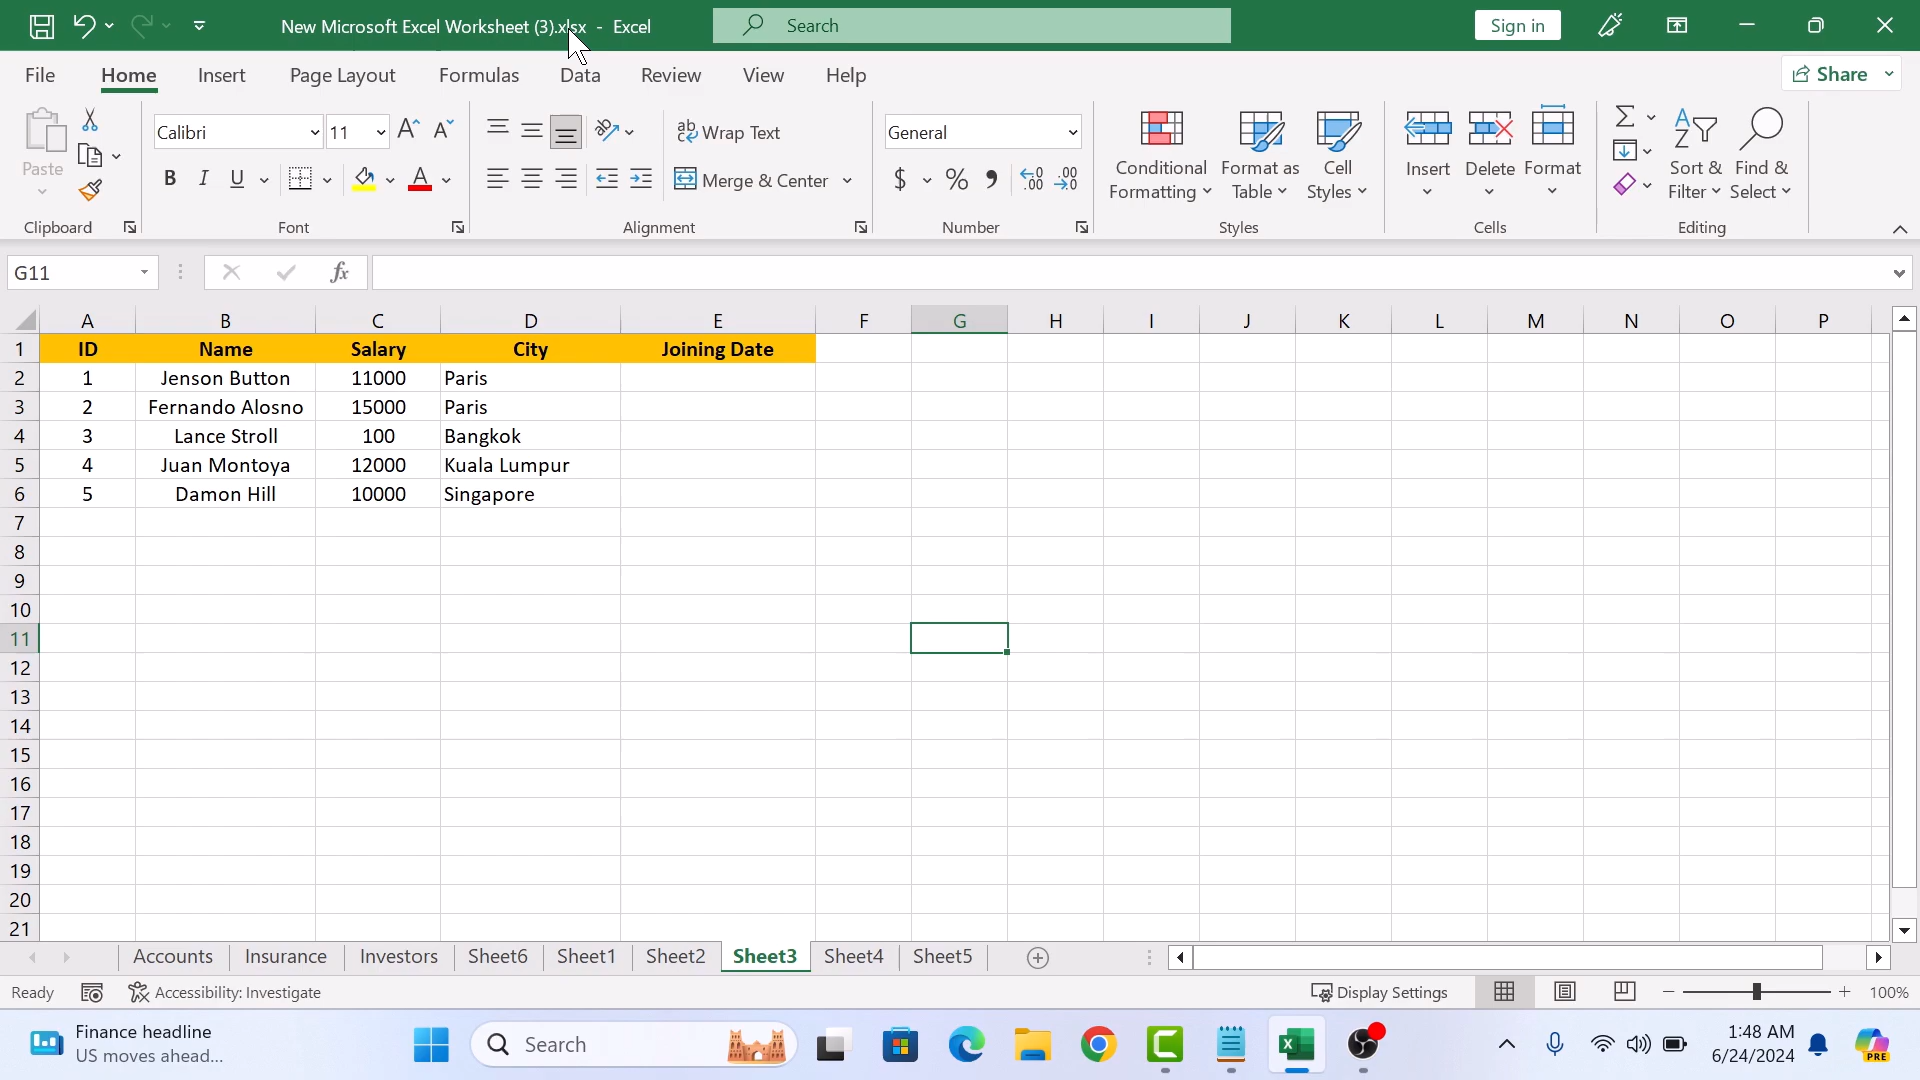 New Microsoft Excel Worksheet (3).xlsx - Excel
Search
Sign in
File Home Insert Page Layout Formulas Data Review View Help
Share
Paste
Calibri 11
B I U
A
ab Wrap Text
Merge & Center
General
$ % 9
Conditional Formatting
Format as Table
Cell Styles
Insert
Delete
Format
Sort & Filter
Find & Select
Clipboard Font Alignment Number Styles Cells Editing
G11
fx
A B C D E F G H I J K L M N O P
1 ID Name Salary City Joining Date
2 1 Jenson Button 11000 Paris
3 2 Fernando Alosno 15000 Paris
4 3 Lance Stroll 100 Bangkok
5 4 Juan Montoya 12000 Kuala Lumpur
6 5 Damon Hill 10000 Singapore
7
8
9
10
11
12
13
14
15
16
17
18
19
20
21
Accounts Insurance Investors Sheet6 Sheet1 Sheet2 Sheet3 Sheet4 Sheet5
Ready Accessibility: Investigate Display Settings 100%
Finance headline
US moves ahead...
Search
1:48 AM
6/24/2024
PRE